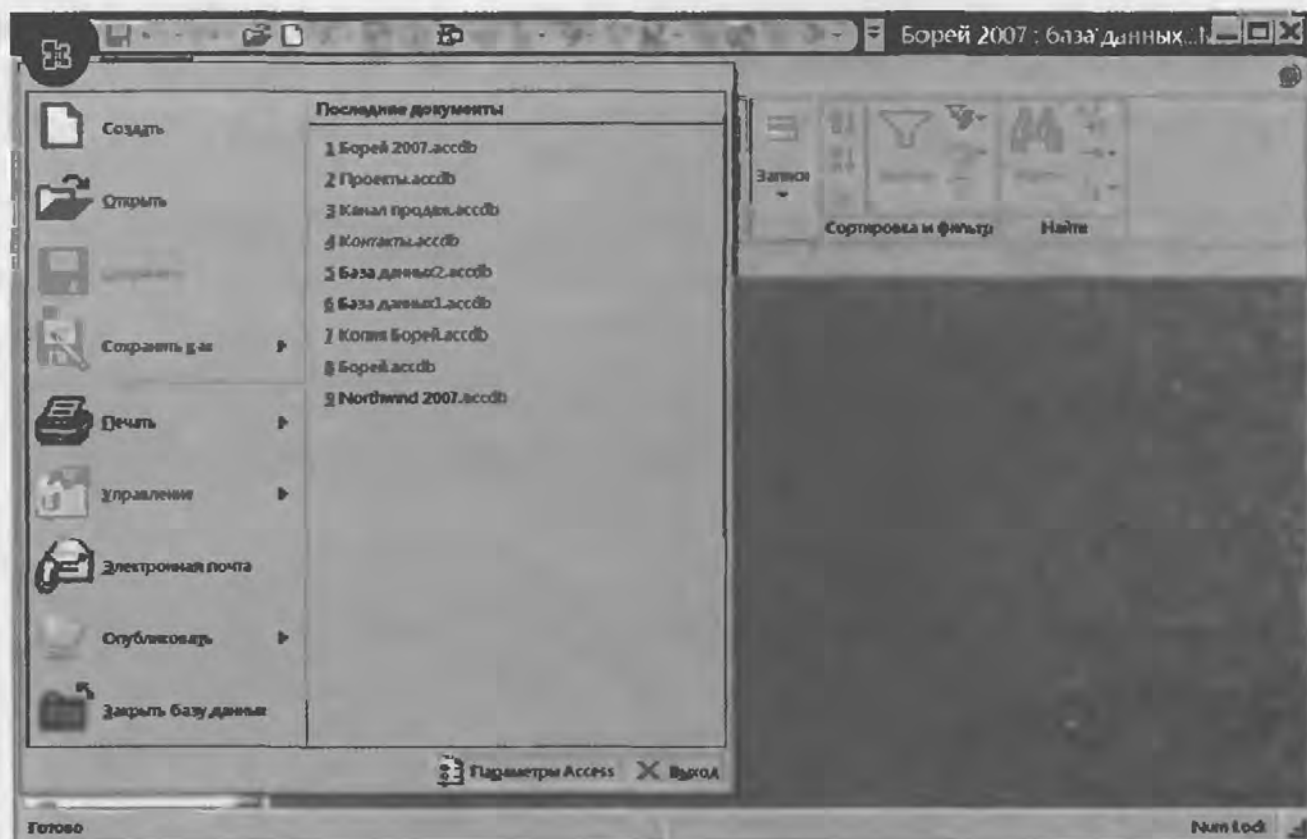 Борей 2007 : база данных...
Создать
Открыть
Сохранить как
Печать
Управление
Электронная почта
Опубликовать
Закрыть базу данных
Последние документы
1 Борей 2007.accdb
2 Проекты.accdb
3 Канал продаж.accdb
4 Контакты.accdb
5 База данных2.accdb
6 База данных1.accdb
7 Копия Борей.accdb
8 Борей.accdb
9 Northwind 2007.accdb
Параметры Access
Выход
Записи
Сортировка и фильтр
Найти
Готово
Num Lock